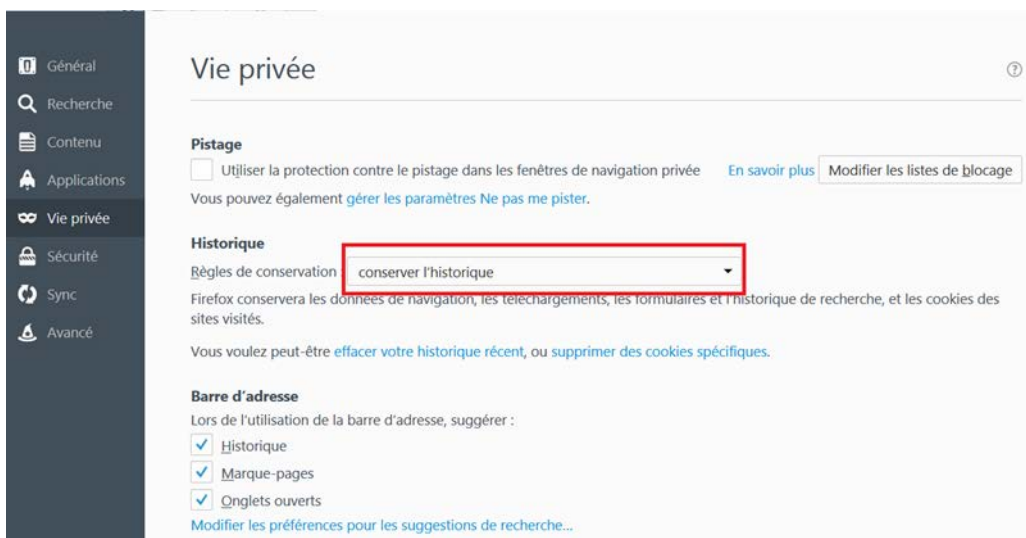 Général
Recherche
Contenu
Applications
Vie privée
Sécurité
Sync
Avancé
Vie privée
?
Pistage
Utiliser la protection contre le pistage dans les fenêtres de navigation privée En savoir plus Modifier les listes de blocage
Vous pouvez également gérer les paramètres Ne pas me pister.
Historique
Règles de conservation : conserver l'historique
Firefox conservera les données de navigation, les téléchargements, les formulaires et l'historique de recherche, et les cookies des
sites visités.
Vous voulez peut-être effacer votre historique récent, ou supprimer des cookies spécifiques.
Barre d'adresse
Lors de l'utilisation de la barre d'adresse, suggérer :
Historique
Marque-pages
Onglets ouverts
Modifier les préférences pour les suggestions de recherche...